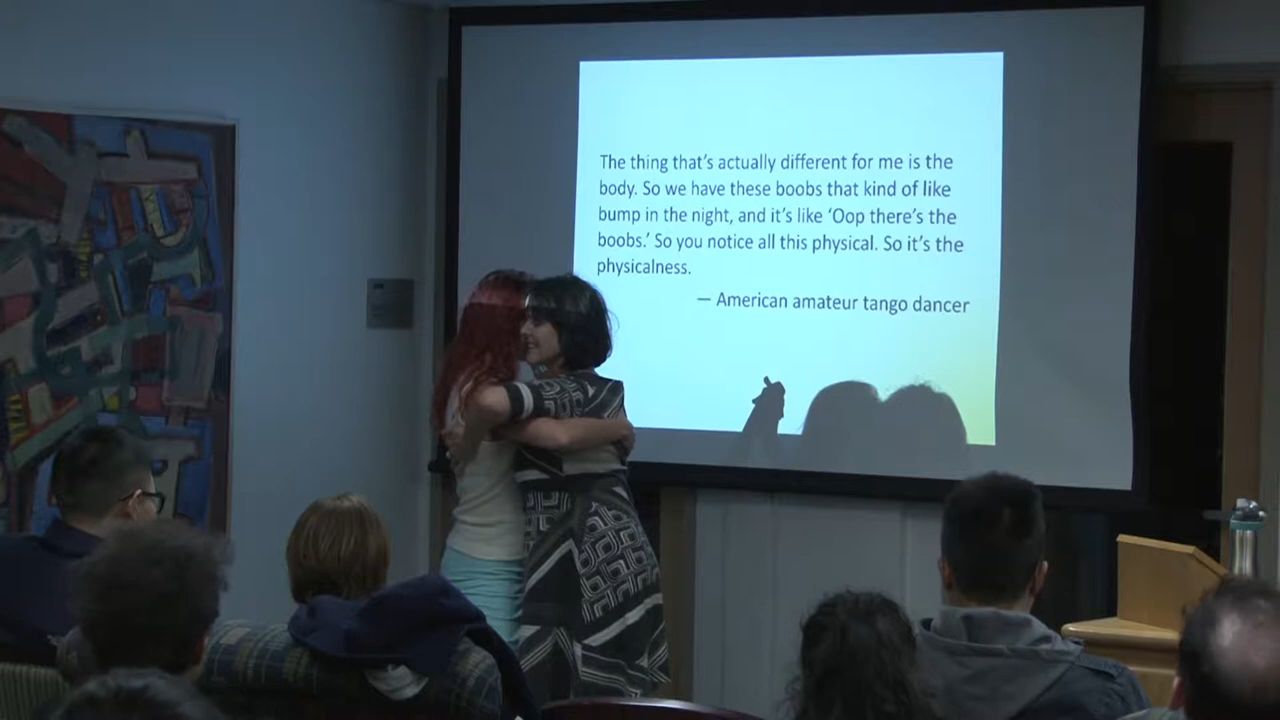 The thing that's actually different for me is the
body. So we have these boobs that kind of like
bump in the night, and it's like 'Oop there's the
boobs.' So you notice all this physical. So it's the
physicalness.
— American amateur tango dancer